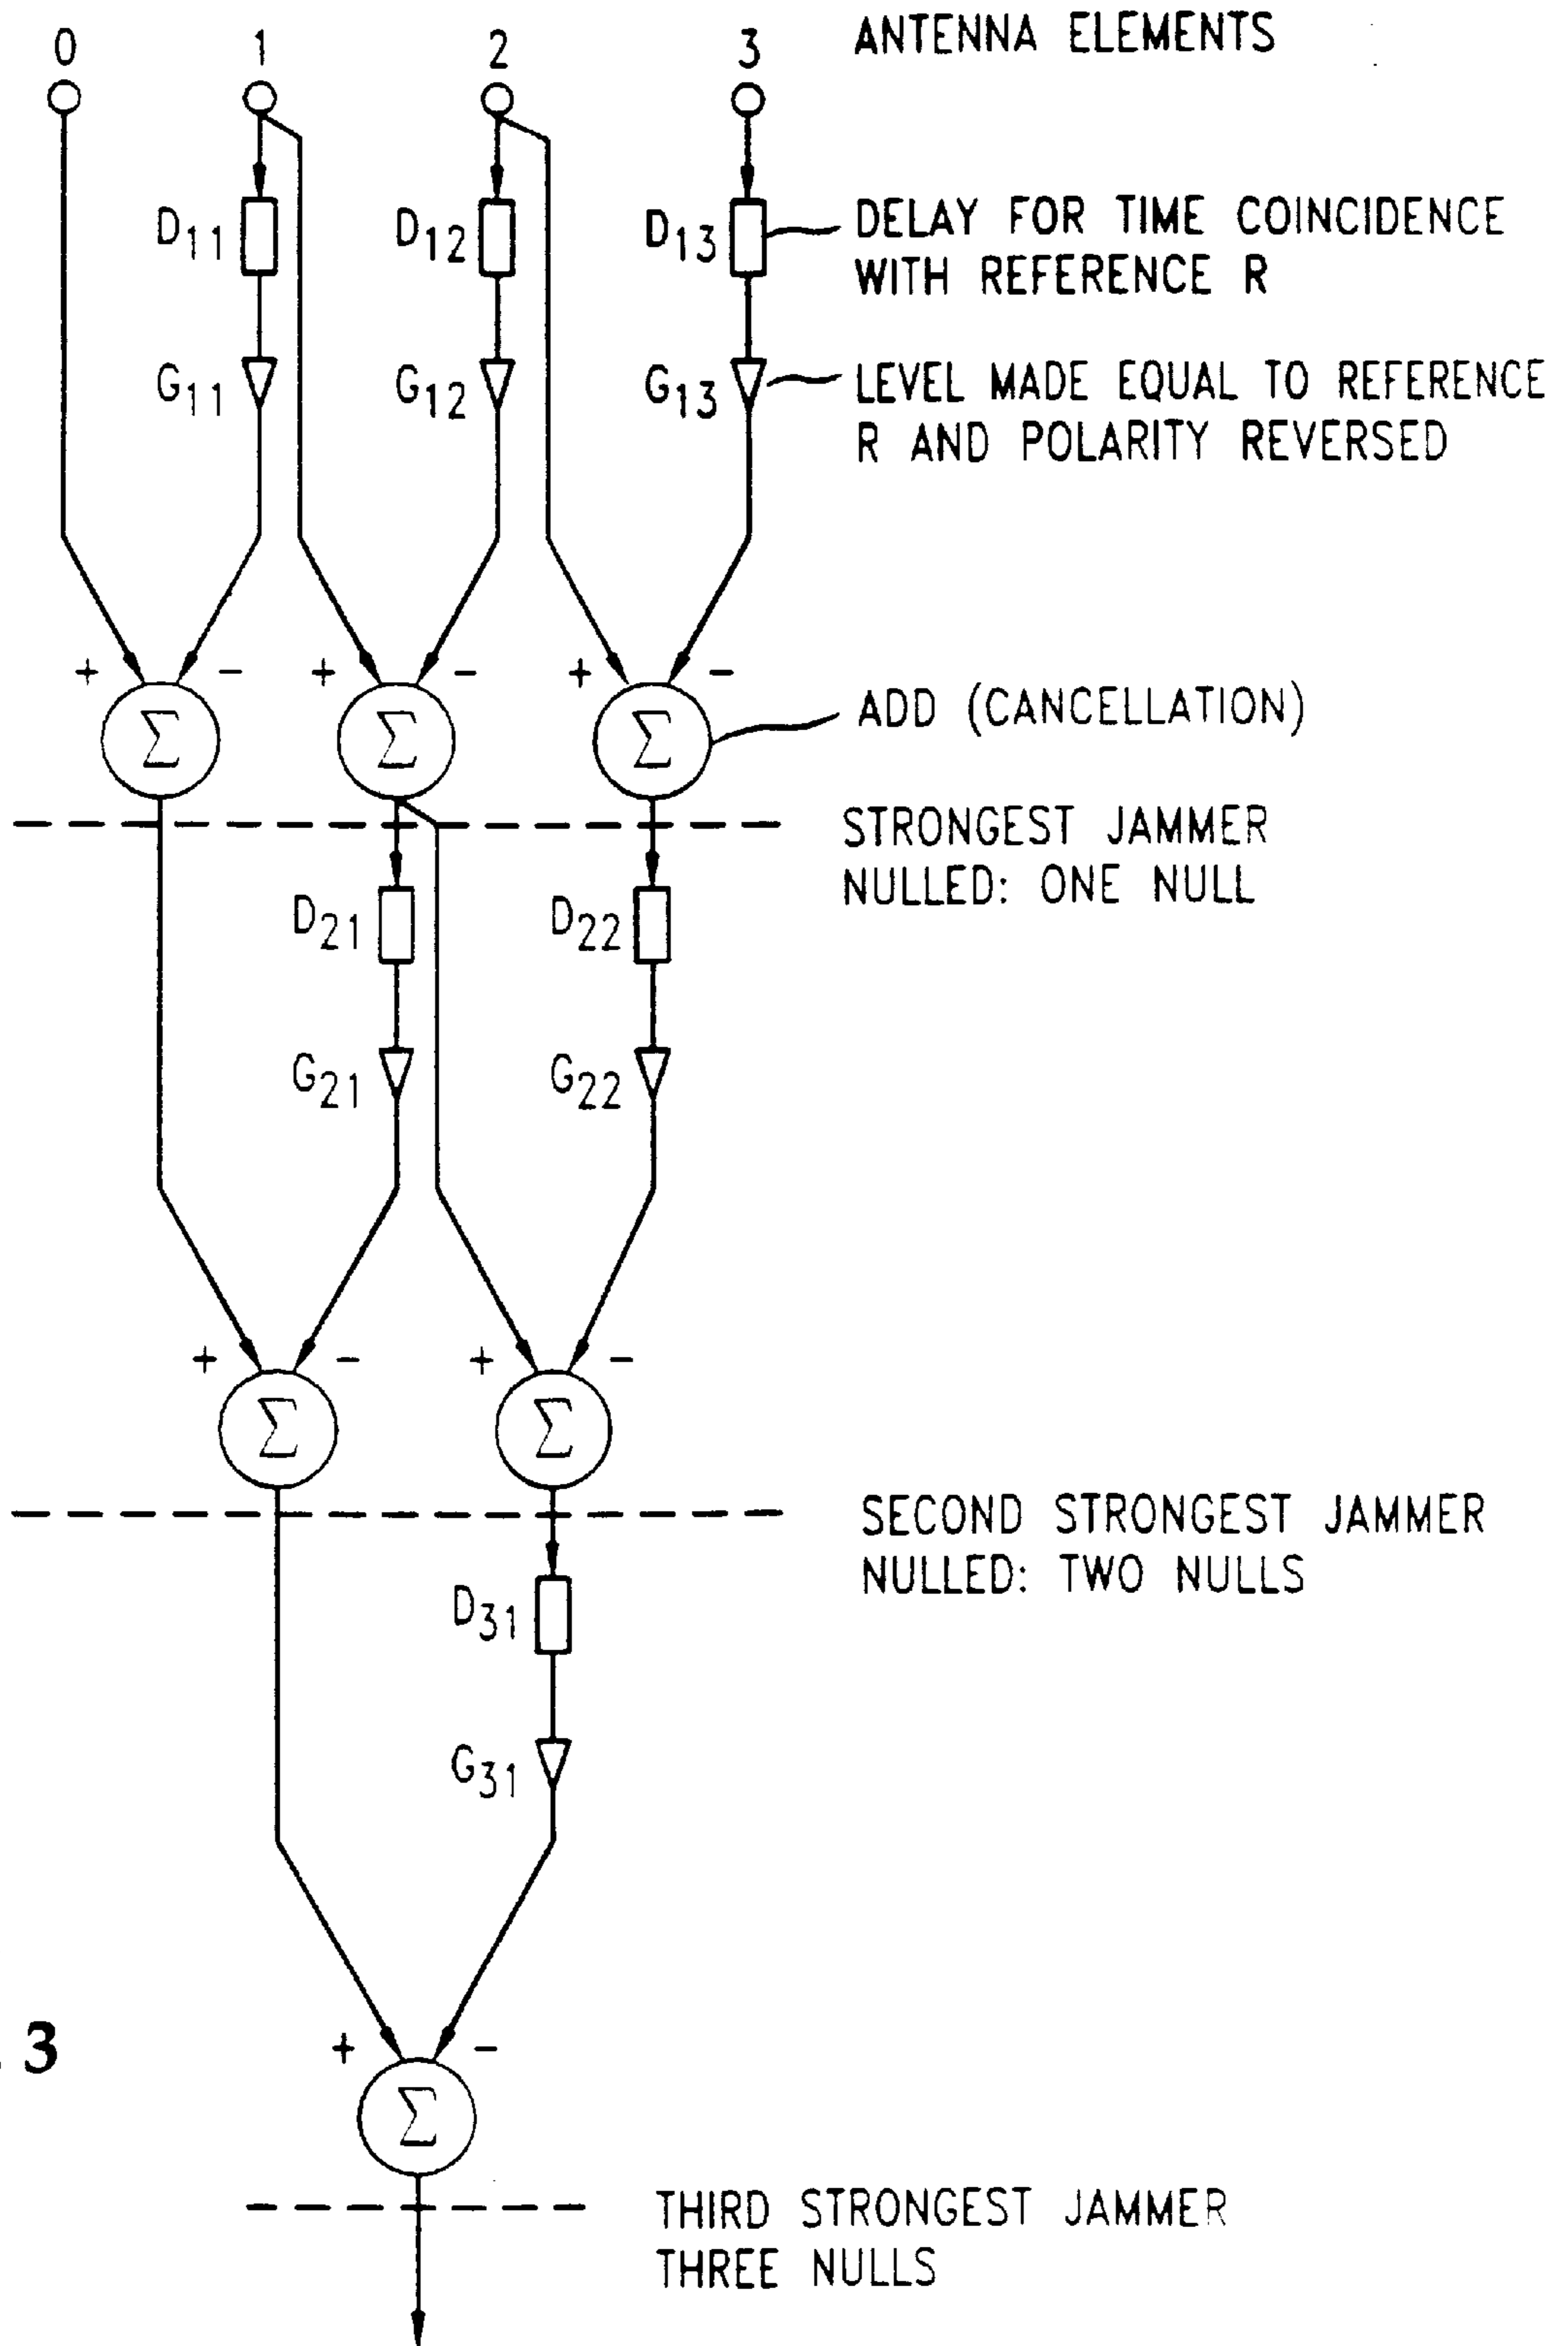 0 1 2 3 ANTENNA ELEMENTS
D11 D12 D13 DELAY FOR TIME COINCIDENCE
WITH REFERENCE R
G11 G12 G13 LEVEL MADE EQUAL TO REFERENCE
R AND POLARITY REVERSED
+ - + - + -
Σ Σ Σ ADD (CANCELLATION)
STRONGEST JAMMER
NULLED: ONE NULL
D21 D22
G21 G22
+ - + -
Σ Σ
SECOND STRONGEST JAMMER
NULLED: TWO NULLS
D31
G31
3
+ -
Σ
THIRD STRONGEST JAMMER
THREE NULLS